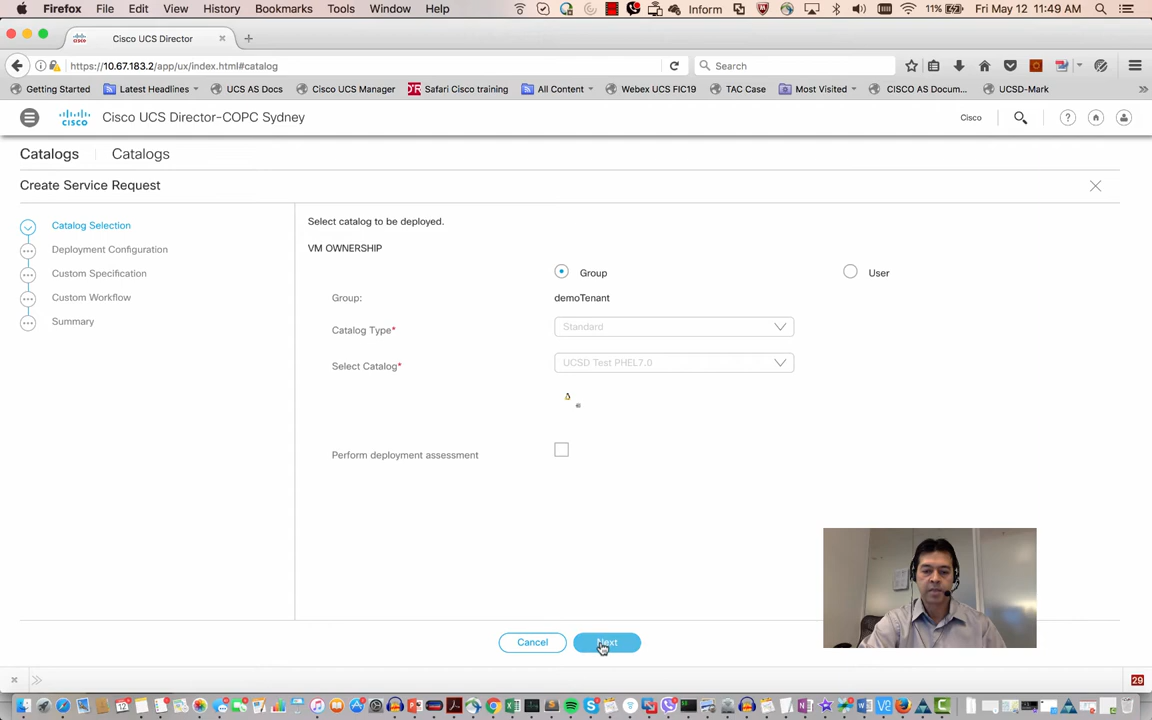 Firefox File Edit View History Bookmarks Tools Window Help Inform 11% Fri May 12 11:49 AM
Cisco UCS Director
https://10.67.183.2/app/ux/index.html#catalog Search
Getting Started Latest Headlines UCS AS Docs Cisco UCS Manager Safari Cisco training All Content Webex UCS FIC19 TAC Case Most Visited CISCO AS Docum... UCSD-Mark
CISCO Cisco UCS Director-COPC Sydney Cisco
Catalogs Catalogs
Create Service Request
Catalog Selection
Deployment Configuration
Custom Specification
Custom Workflow
Summary
Select catalog to be deployed.
VM OWNERSHIP
Group User
Group: demoTenant
Catalog Type* Standard
Select Catalog* UCSD Test PHEL7.0
Perform deployment assessment
Cancel Next
29